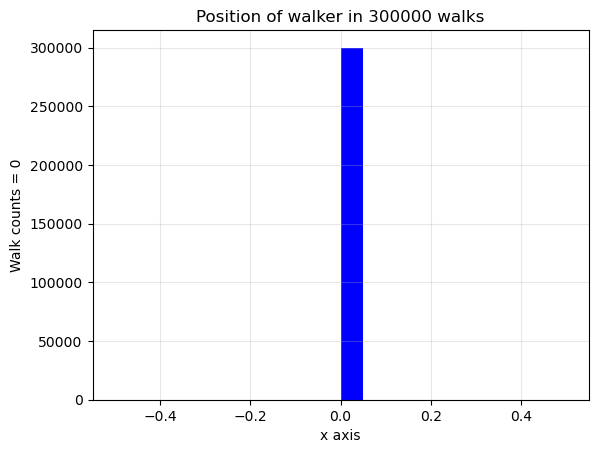 Position of walker in 300000 walks
300000
250000
200000
150000
100000
50000
0
Walk counts = 0
−0.4 −0.2 0.0 0.2 0.4
x axis